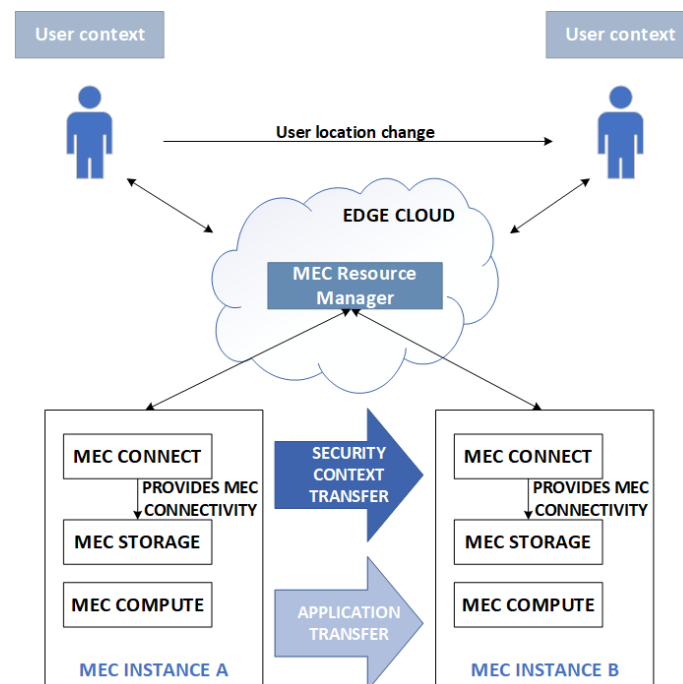 User context
User context
User location change
EDGE CLOUD
MEC Resource
Manager
MEC CONNECT
PROVIDES MEC
CONNECTIVITY
MEC STORAGE
MEC COMPUTE
MEC INSTANCE A
SECURITY
CONTEXT
TRANSFER
APPLICATION
TRANSFER
MEC CONNECT
PROVIDES MEC
CONNECTIVITY
MEC STORAGE
MEC COMPUTE
MEC INSTANCE B